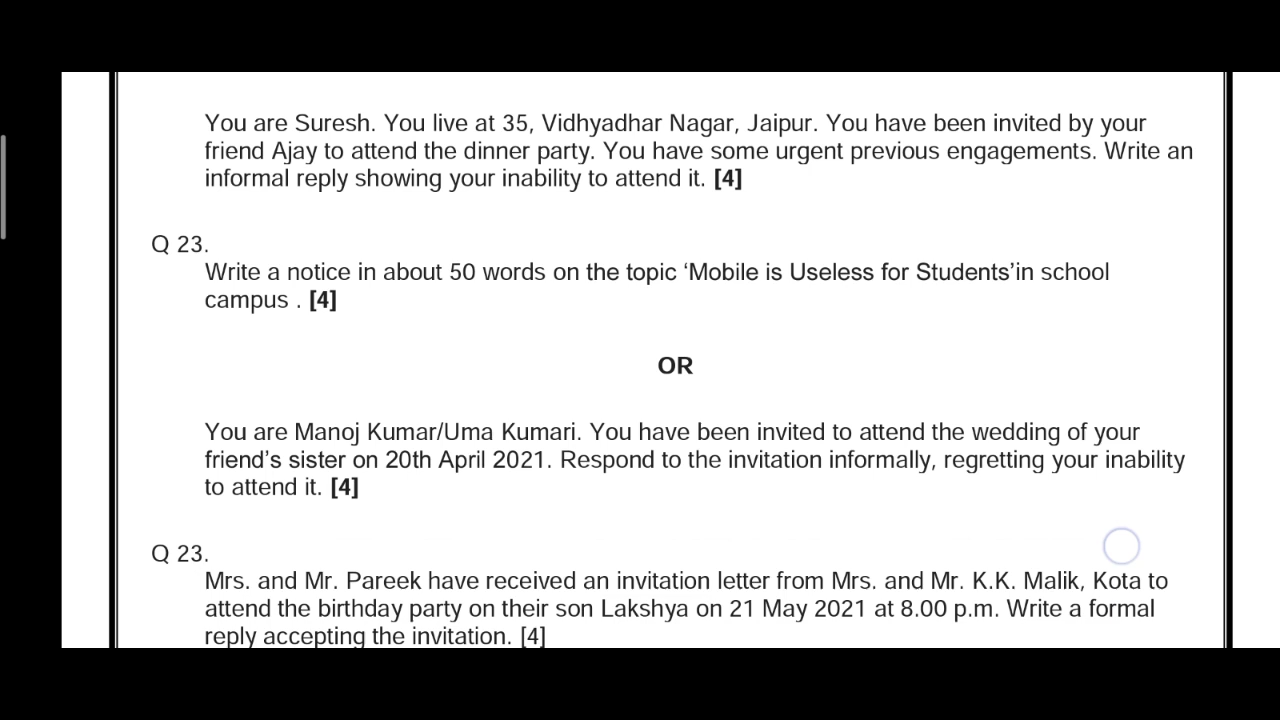 You are Suresh. You live at 35, Vidhyadhar Nagar, Jaipur. You have been invited by your
friend Ajay to attend the dinner party. You have some urgent previous engagements. Write an
informal reply showing your inability to attend it. [4]
Q 23.
Write a notice in about 50 words on the topic ‘Mobile is Useless for Students’in school
campus . [4]
OR
You are Manoj Kumar/Uma Kumari. You have been invited to attend the wedding of your
friend’s sister on 20th April 2021. Respond to the invitation informally, regretting your inability
to attend it. [4]
Q 23.
Mrs. and Mr. Pareek have received an invitation letter from Mrs. and Mr. K.K. Malik, Kota to
attend the birthday party on their son Lakshya on 21 May 2021 at 8.00 p.m. Write a formal
reply accepting the invitation. [4]